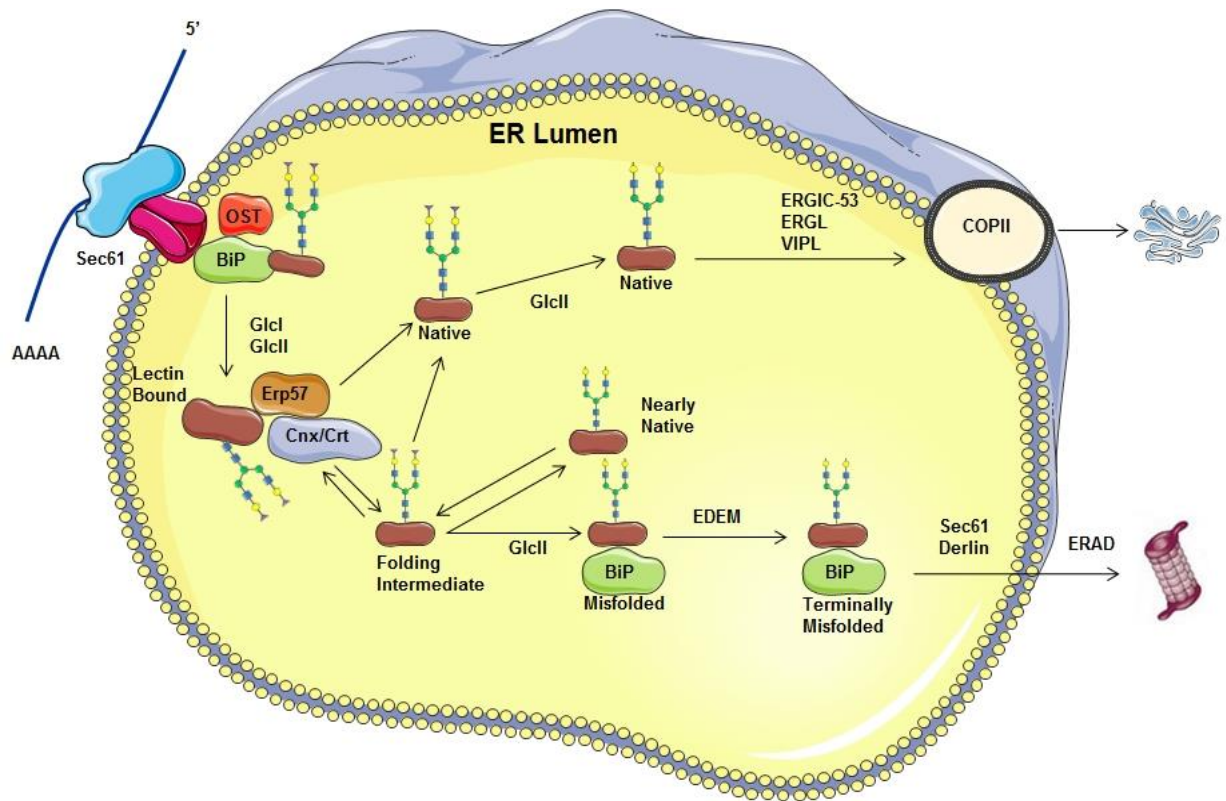 5’
ER Lumen
OST
Sec61
BiP
AAAA
GlcI
GlcII
Lectin
Bound
Erp57
Cnx/Crt
Native
GlcII
Native
ERGIC-53
ERGL
VIPL
COPII
Nearly
Native
Folding
Intermediate
GlcII
BiP
Misfolded
EDEM
BiP
Terminally
Misfolded
Sec61
Derlin
ERAD